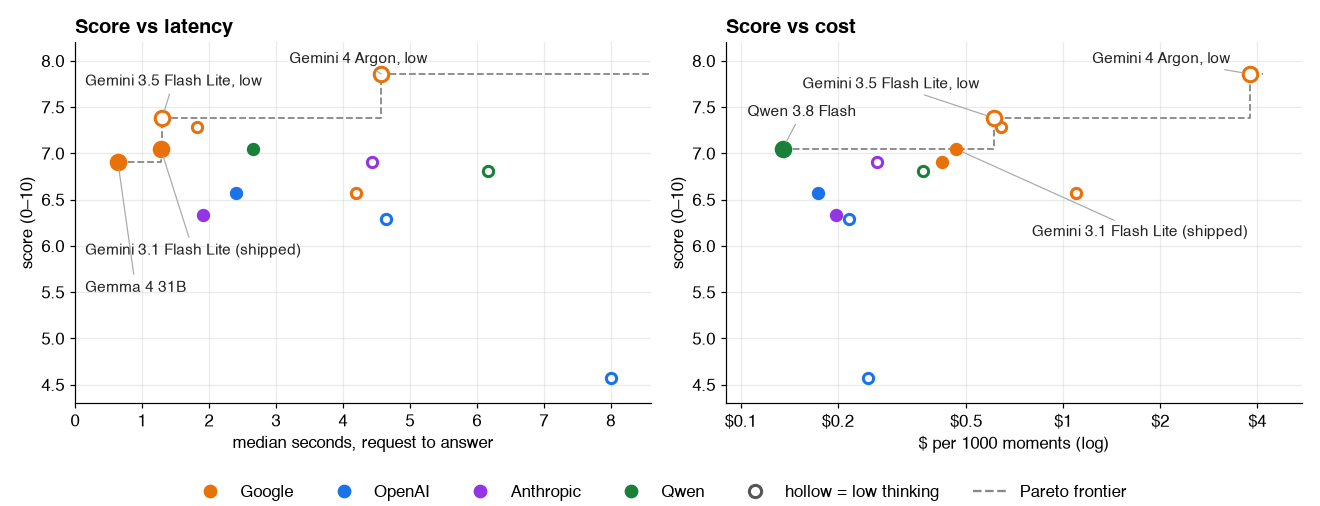 Score vs latency
8.0
7.5
7.0
6.5
6.0
5.5
5.0
4.5
score (0–10)
Gemini 4 Argon, low
Gemini 3.5 Flash Lite, low
Gemini 3.1 Flash Lite (shipped)
Gemma 4 31B
0 1 2 3 4 5 6 7 8
median seconds, request to answer
Score vs cost
8.0
7.5
7.0
6.5
6.0
5.5
5.0
4.5
score (0–10)
Gemini 4 Argon, low
Gemini 3.5 Flash Lite, low
Qwen 3.8 Flash
Gemini 3.1 Flash Lite (shipped)
$0.1 $0.2 $0.5 $1 $2 $4
$ per 1000 moments (log)
Google OpenAI Anthropic Qwen hollow = low thinking Pareto frontier